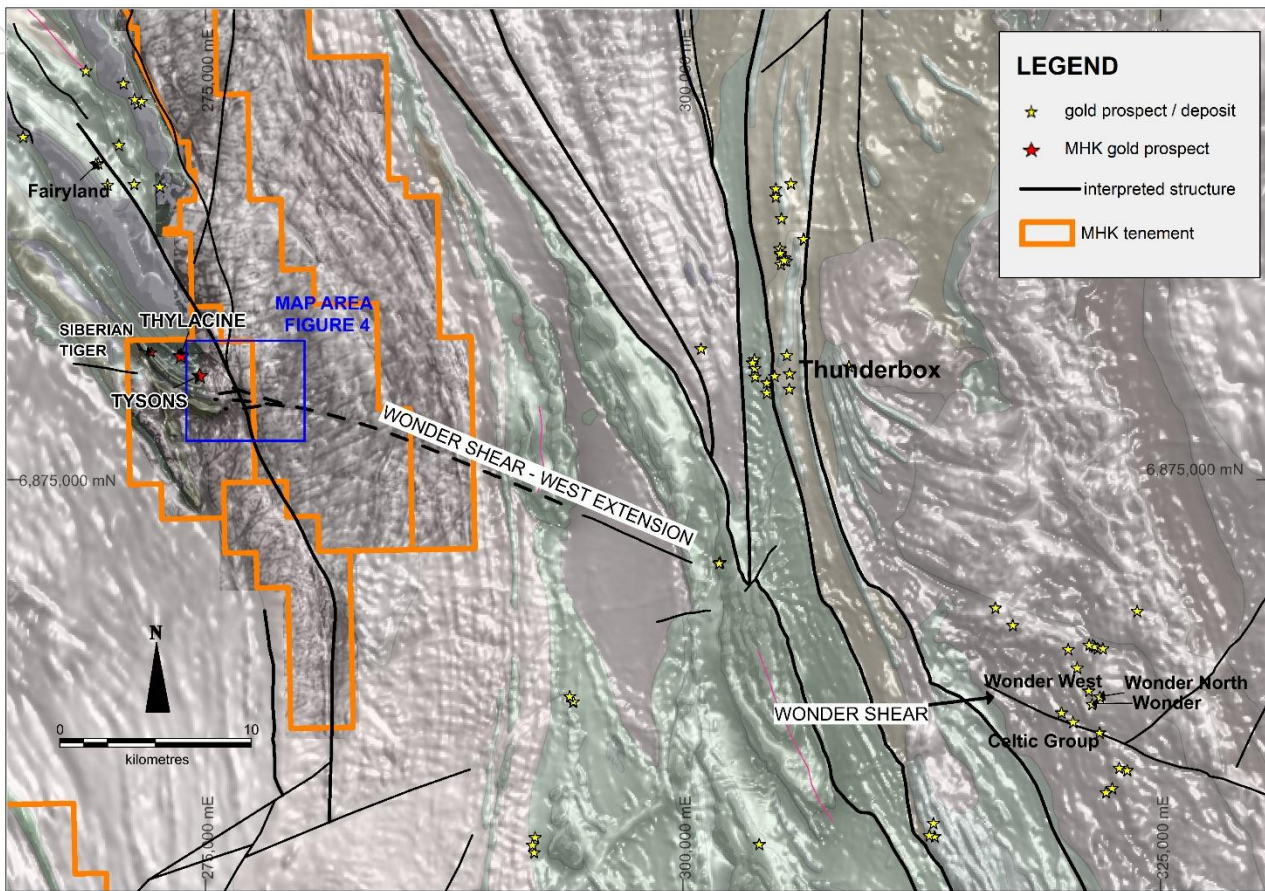 275,000 mE
300,000 mE
LEGEND
gold prospect / deposit
MHK gold prospect
interpreted structure
MHK tenement
Fairyland
MAP AREA
FIGURE 4
THYLACINE
SIBERIAN
TIGER
TYSONS
Thunderbox
WONDER SHEAR - WEST EXTENSION
6,875,000 mN
6,875,000 mN
N
0 10
kilometres
Wonder West
Wonder North
Wonder
WONDER SHEAR
Celtic Group
275,000 mE
300,000 mE
325,000 mE